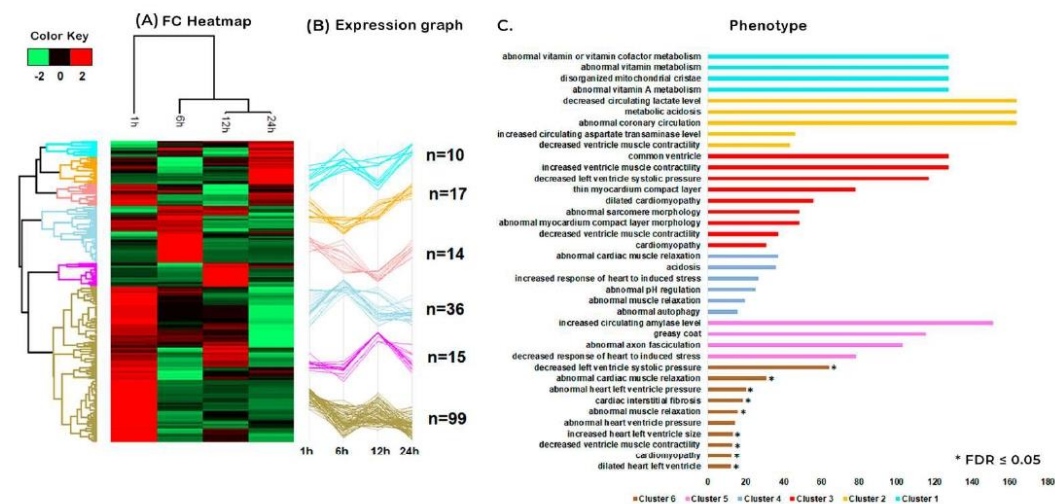 (A) FC Heatmap
(B) Expression graph
C.
Phenotype
Color Key
-2 0 2
1h
6h
12h
24h
n=10
n=17
n=14
n=36
n=15
n=99
1h 6h 12h 24h
abnormal vitamin or vitamin cofactor metabolism
abnormal vitamin metabolism
disorganized mitochondrial cristae
abnormal vitamin A metabolism
decreased circulating lactate level
metabolic acidosis
abnormal coronary circulation
increased circulating aspartate transaminase level
decreased ventricle muscle contractility
common ventricle
increased ventricle muscle contractility
decreased left ventricle systolic pressure
thin myocardium compact layer
dilated cardiomyopathy
abnormal sarcomere morphology
abnormal myocardium compact layer morphology
decreased ventricle muscle contractility
cardiomyopathy
abnormal cardiac muscle relaxation
acidosis
increased response of heart to induced stress
abnormal pH regulation
abnormal muscle relaxation
abnormal autophagy
increased circulating amylase level
greasy coat
abnormal axon fasciculation
decreased response of heart to induced stress
decreased left ventricle systolic pressure *
abnormal cardiac muscle relaxation *
abnormal heart left ventricle pressure *
cardiac interstitial fibrosis *
abnormal muscle relaxation *
abnormal heart ventricle pressure
increased heart left ventricle size *
decreased ventricle muscle contractility *
cardiomyopathy *
dilated heart left ventricle *
* FDR ≤ 0.05
0 20 40 60 80 100 120 140 160 180
Cluster 6 Cluster 5 Cluster 4 Cluster 3 Cluster 2 Cluster 1